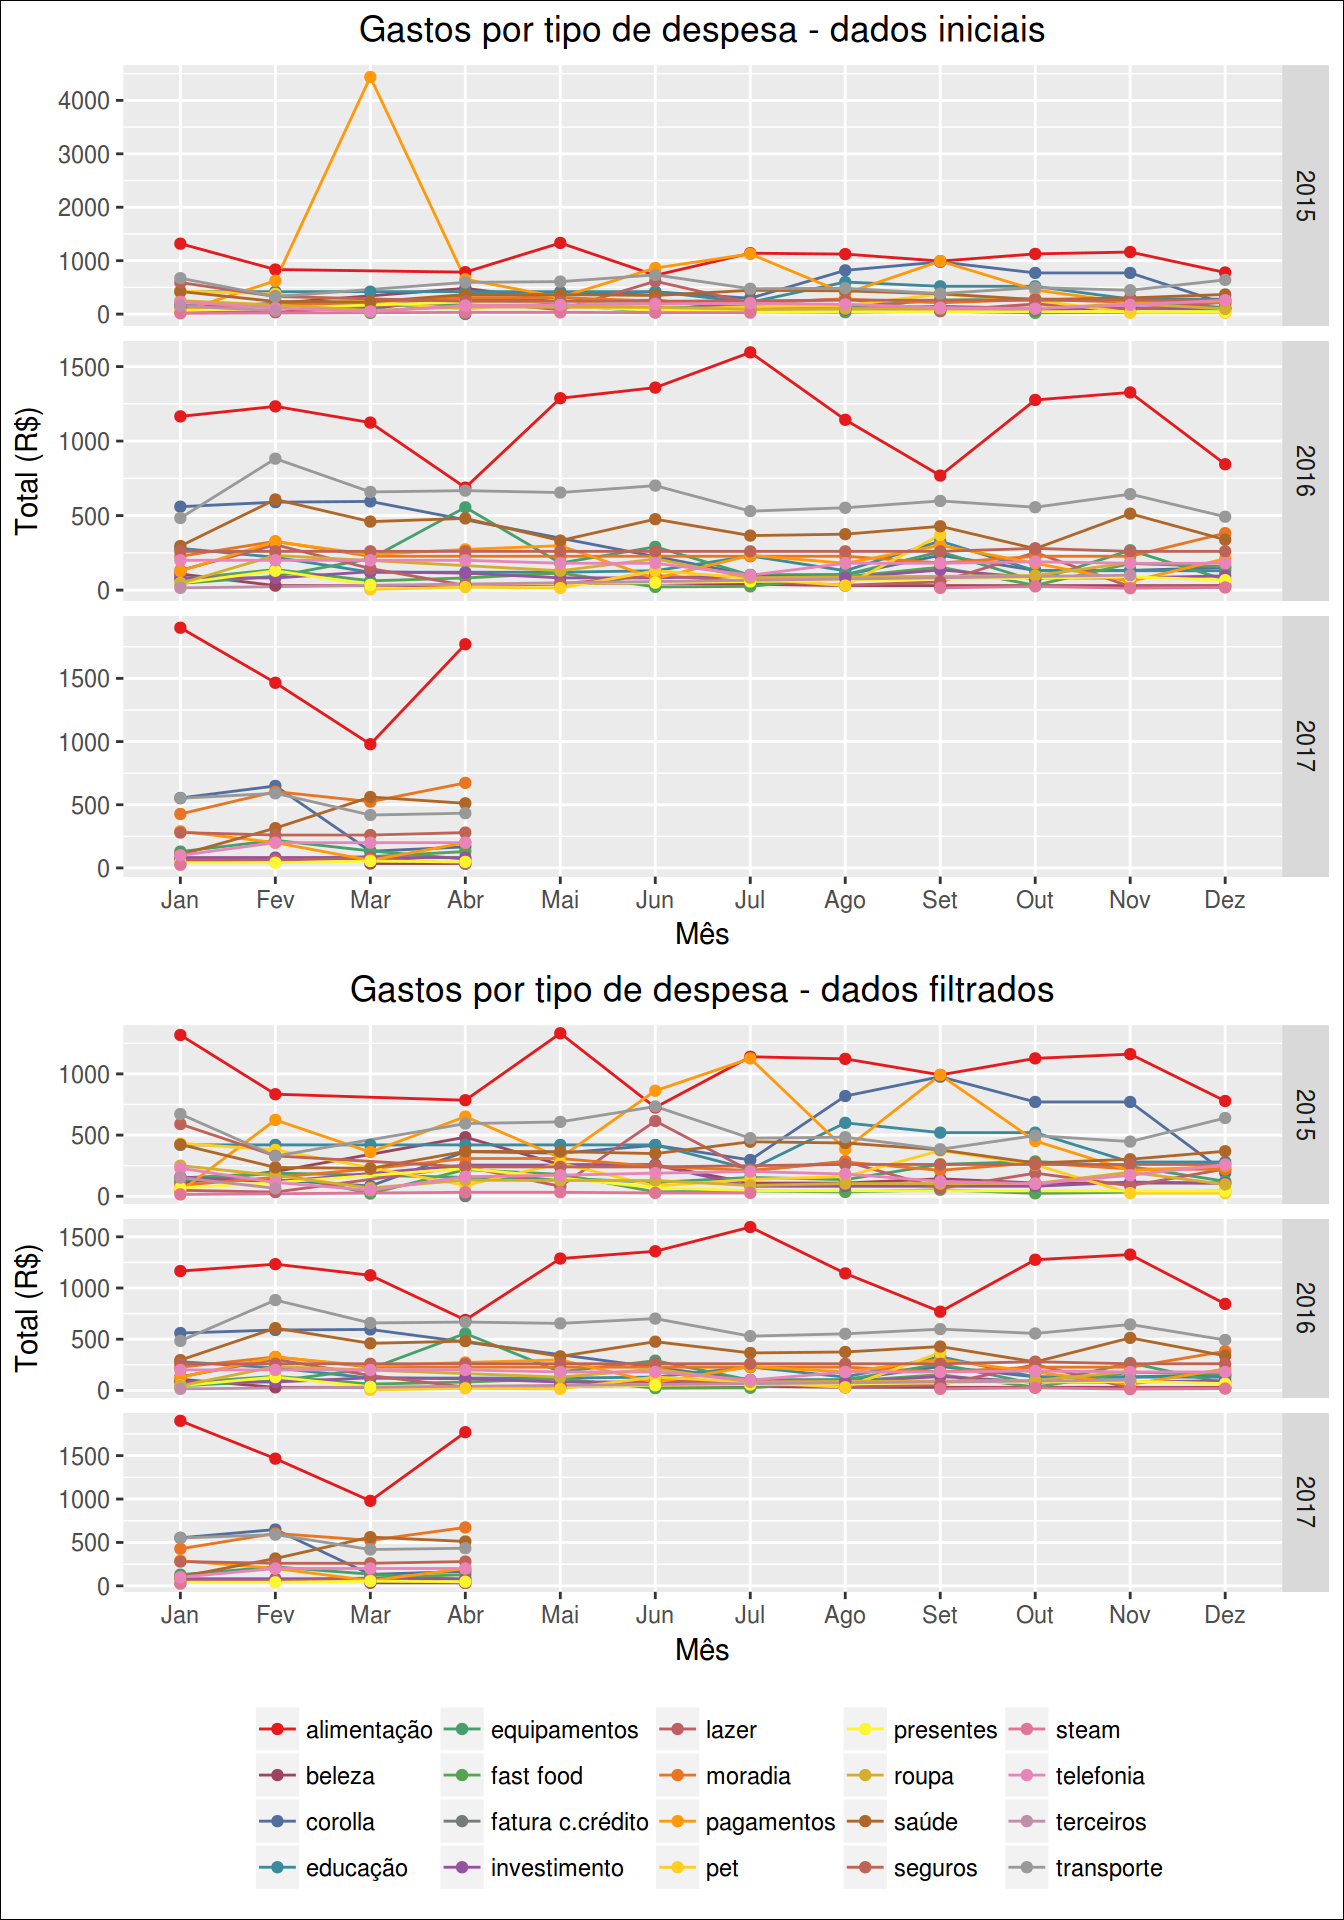 Gastos por tipo de despesa - dados iniciais
4000
3000
2000
1000
0
2015
1500
1000
500
0
2016
1500
1000
500
0
2017
Total (R$)
Jan Fev Mar Abr Mai Jun Jul Ago Set Out Nov Dez
Mês
Gastos por tipo de despesa - dados filtrados
1000
500
0
2015
1500
1000
500
0
2016
1500
1000
500
0
2017
Total (R$)
Jan Fev Mar Abr Mai Jun Jul Ago Set Out Nov Dez
Mês
alimentação equipamentos lazer presentes steam
beleza fast food moradia roupa telefonia
corolla fatura c.crédito pagamentos saúde terceiros
educação investimento pet seguros transporte